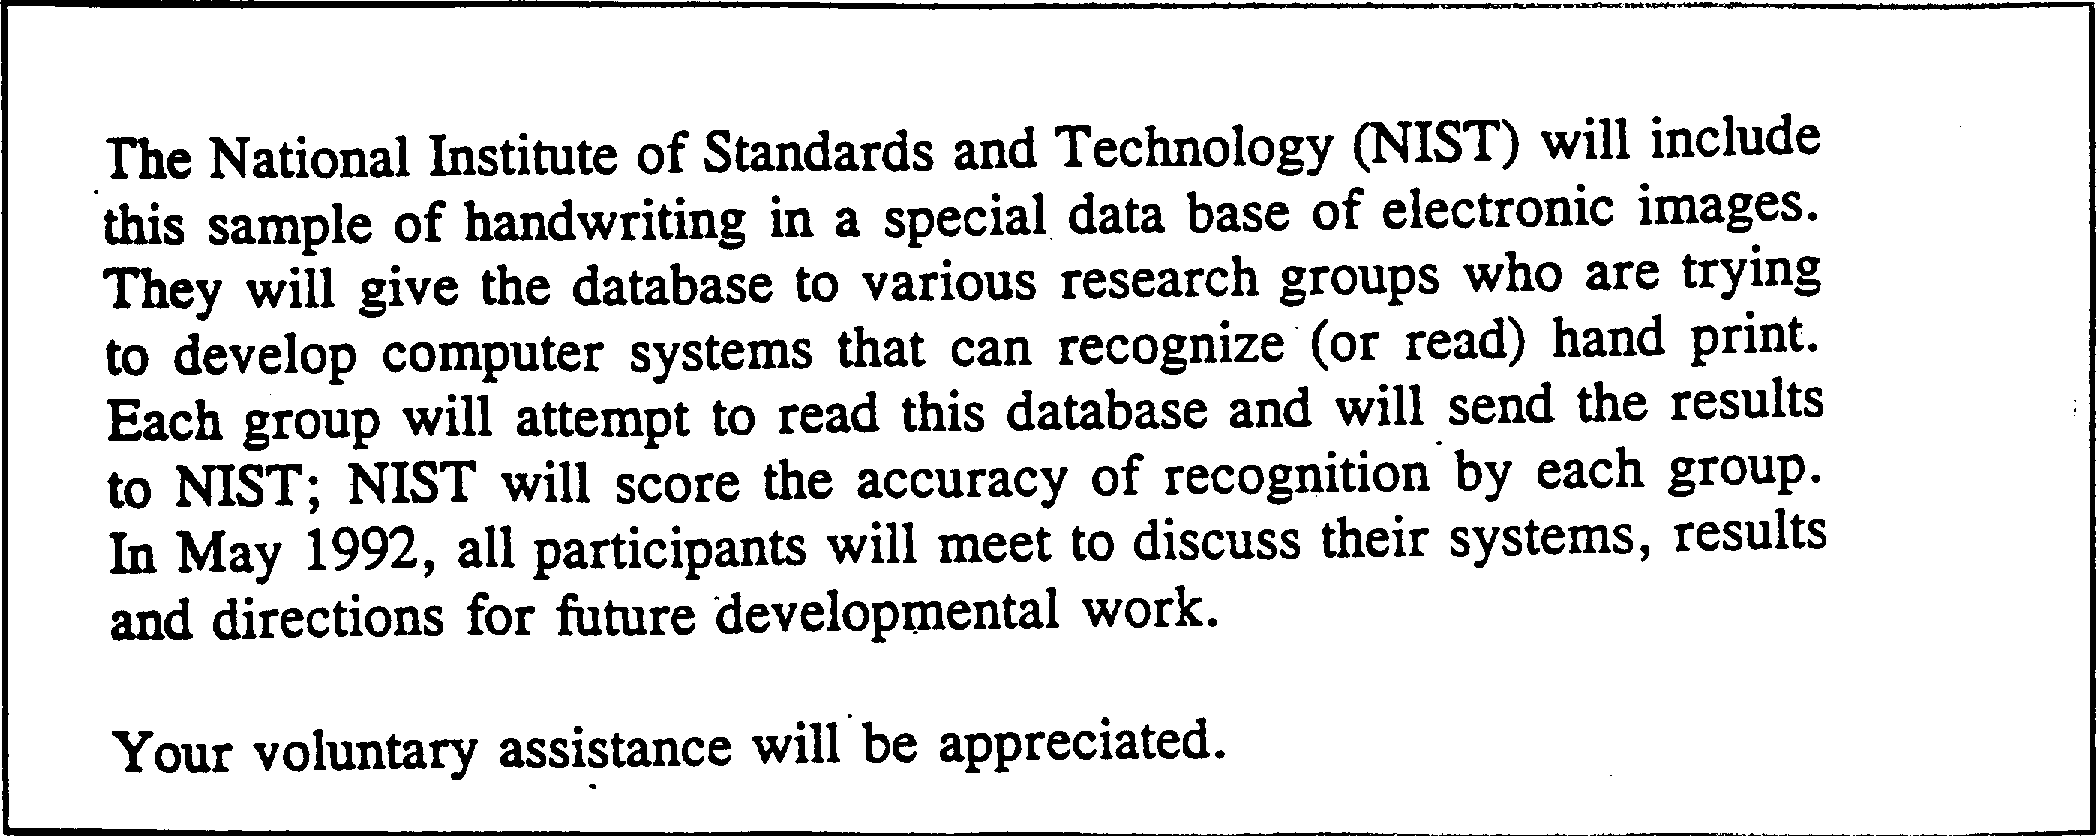 The National Institute of Standards and Technology (NIST) will include
this sample of handwriting in a special data base of electronic images.
They will give the database to various research groups who are trying
to develop computer systems that can recognize (or read) hand print.
Each group will attempt to read this database and will send the results
to NIST; NIST will score the accuracy of recognition by each group.
In May 1992, all participants will meet to discuss their systems, results
and directions for future developmental work.
Your voluntary assistance will be appreciated.